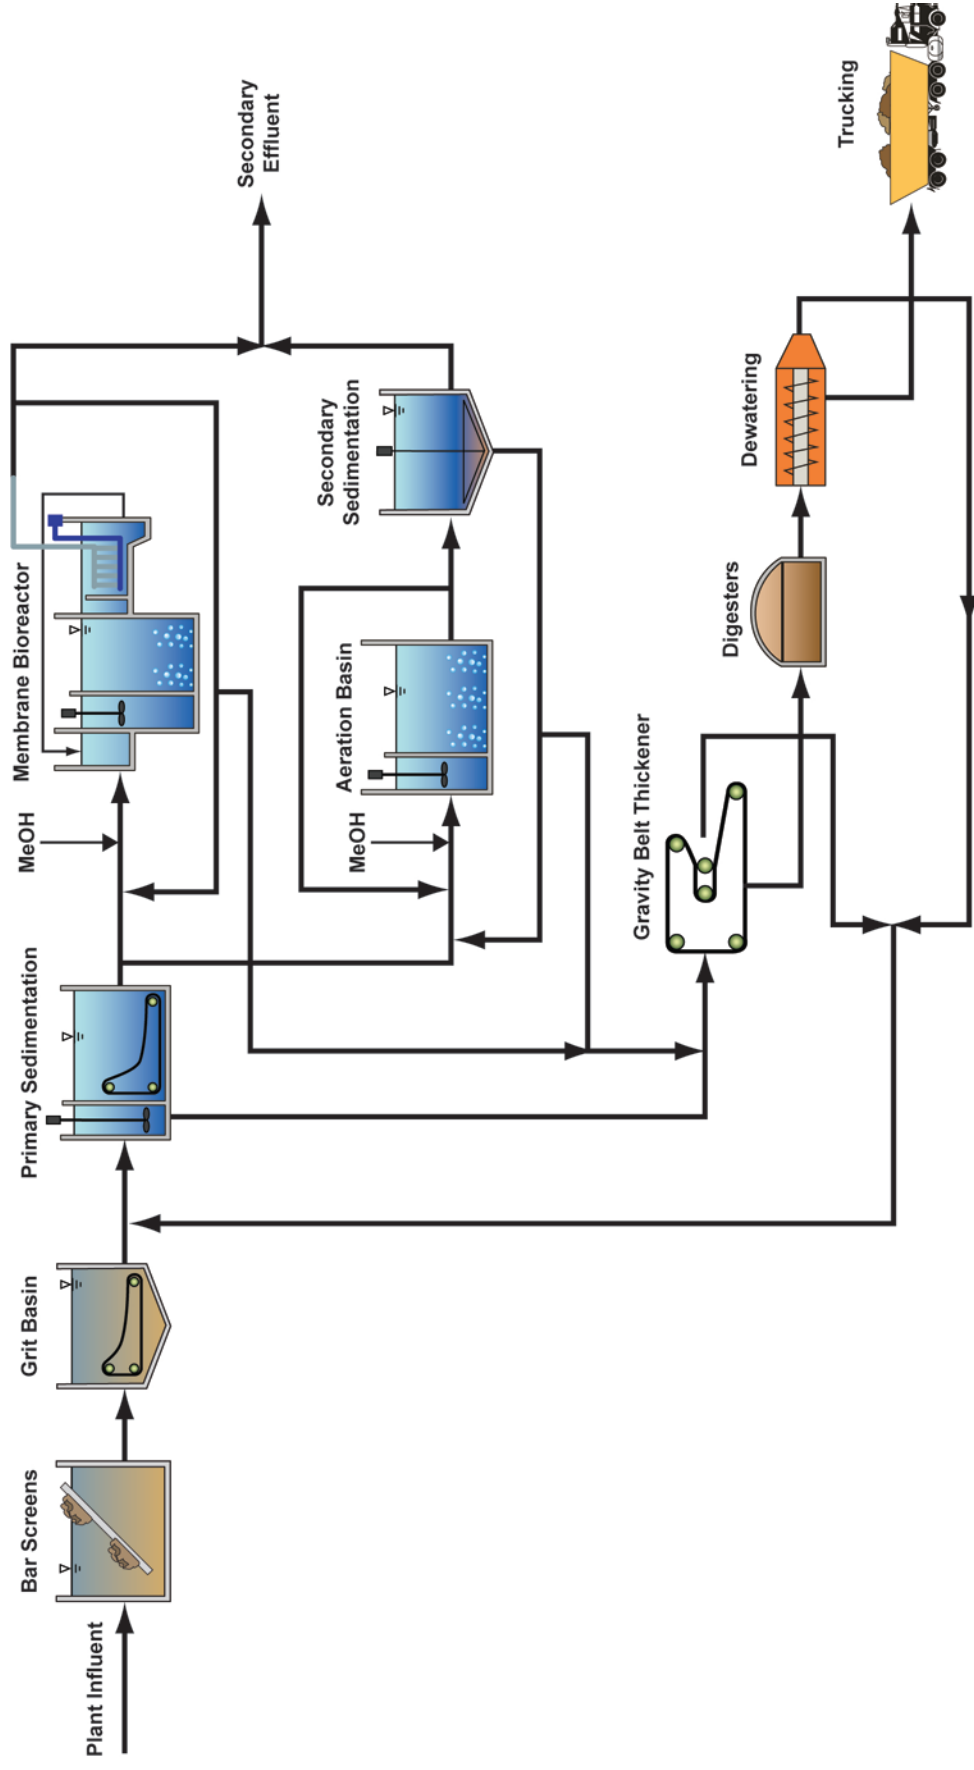 Plant Influent
Bar Screens
Grit Basin
Primary Sedimentation
MeOH
Membrane Bioreactor
MeOH
Aeration Basin
Secondary
Sedimentation
Secondary
Effluent
Gravity Belt Thickener
Digesters
Dewatering
Trucking